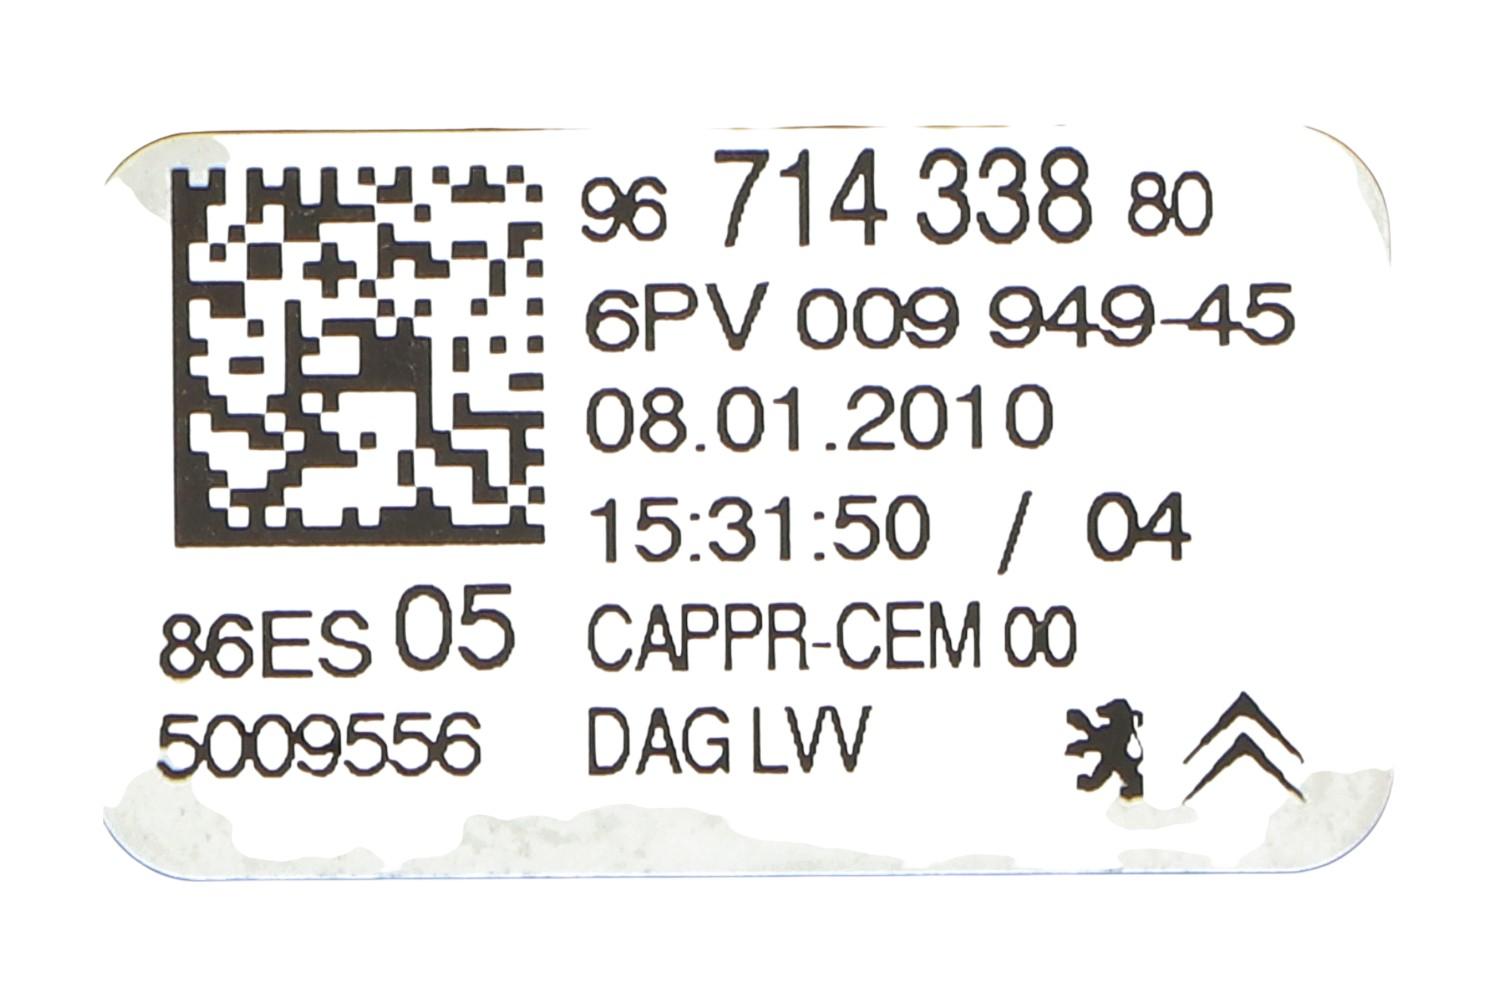 96 714 338 80
6PV 009 949-45
08.01.2010
15:31:50 / 04
86ES 05 CAPPR-CEM 00
5009556 DAG LVV